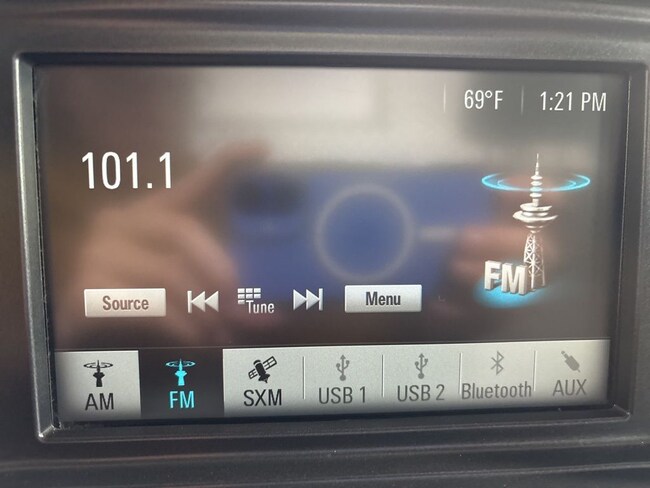 69°F 1:21 PM
101.1
FM
Source Tune Menu
AM FM SXM USB 1 USB 2 Bluetooth AUX